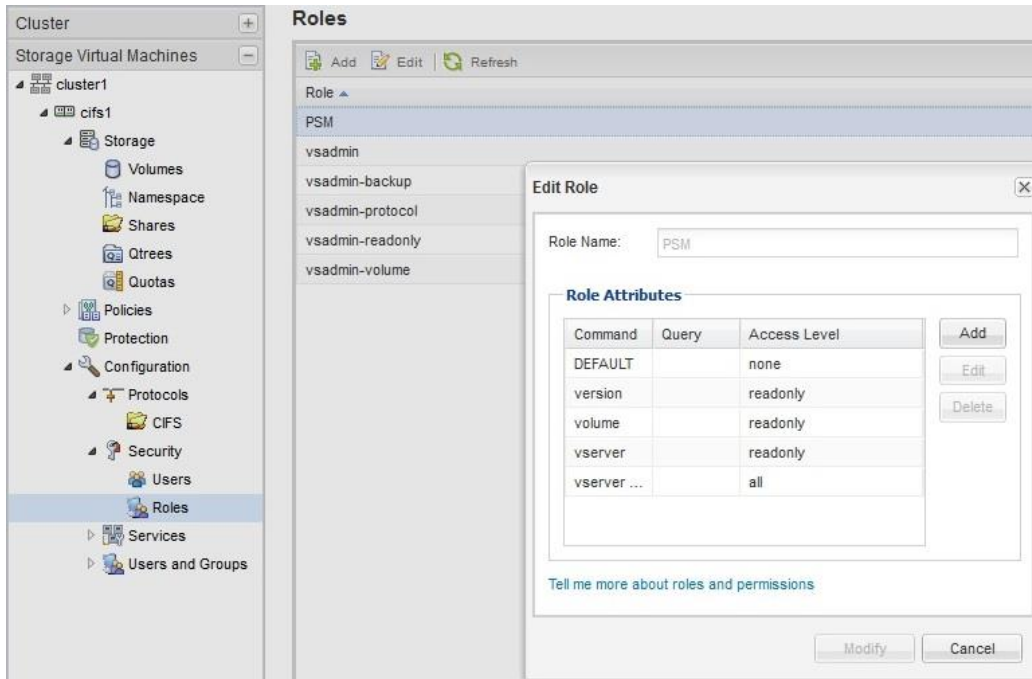 Cluster
Storage Virtual Machines
cluster1
cifs1
Storage
Volumes
Namespace
Shares
Qtrees
Quotas
Policies
Protection
Configuration
Protocols
CIFS
Security
Users
Roles
Services
Users and Groups
Roles
Add Edit Refresh
Role
PSM
vsadmin
vsadmin-backup
vsadmin-protocol
vsadmin-readonly
vsadmin-volume
Edit Role
Role Name: PSM
Role Attributes
Command Query Access Level
DEFAULT none
version readonly
volume readonly
vserver readonly
vserver ... all
Add
Edit
Delete
Tell me more about roles and permissions
Modify Cancel